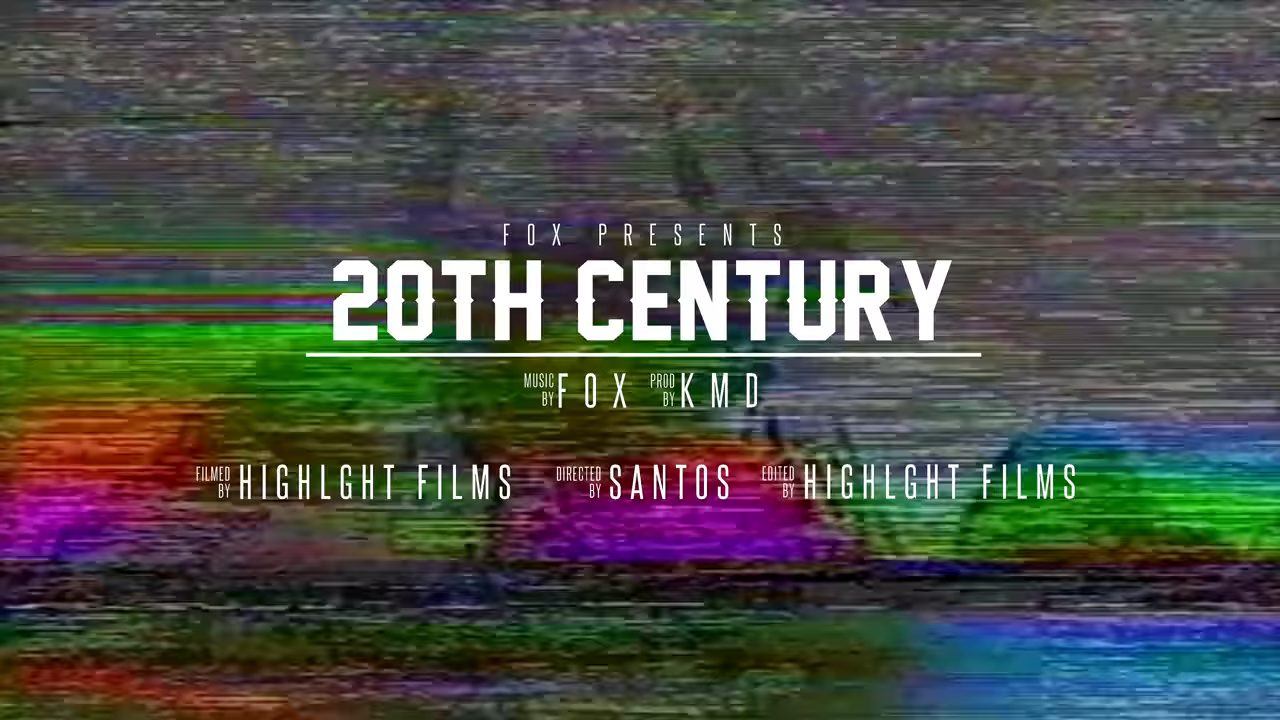 FOX PRESENTS
20TH CENTURY
MUSIC BY FOX PROD BY KMD
FILMED BY HIGHLGHT FILMS DIRECTED BY SANTOS EDITED BY HIGHLGHT FILMS